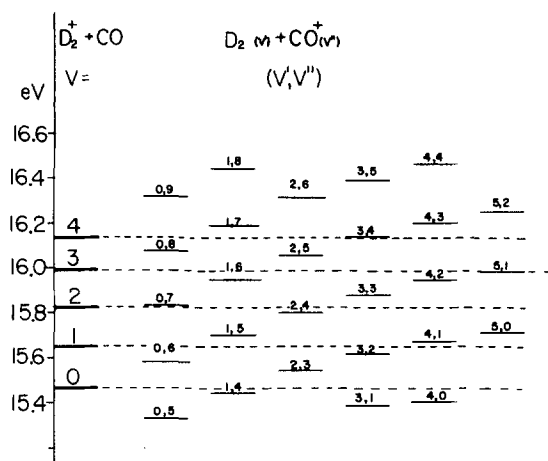 D₂⁺ + CO D₂ (v) + CO⁺(v")
V= (V',V")
eV
16.6
1,8 4,4
16.4 3,5
0,9 2,6
5,2
16.2 1,7 4,3
4 3,4
0,8 2,5
3
16.0 1,6 4,2 5,1
3,3
2 0,7
15.8 2,4
1,5 5,0
1 4,1
15.6 0,6 3,2
2,3
0
15.4 1,4 3,1 4,0
0,5